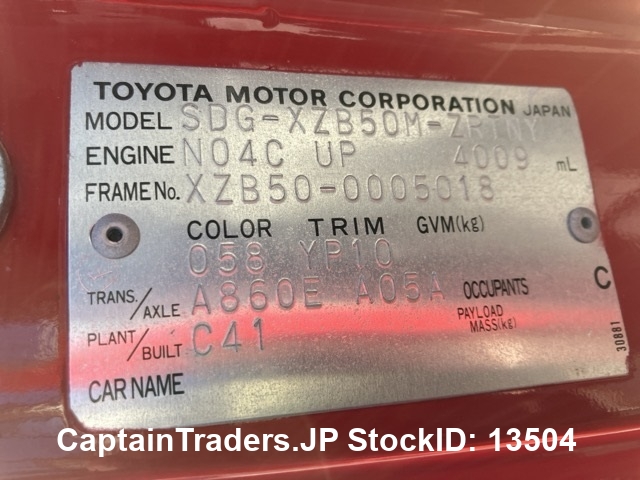 TOYOTA MOTOR CORPORATION JAPAN
MODEL SDG-XZB50M-ZRTNY
ENGINE N04C UP 4009 mL
FRAME No. XZB50-0005018
COLOR TRIM GVM(kg)
058 YP10
TRANS./AXLE A860E A05A OCCUPANTS C
PAYLOAD MASS(kg)
PLANT/BUILT C41
30881
CAR NAME
CaptainTraders.JP StockID: 13504